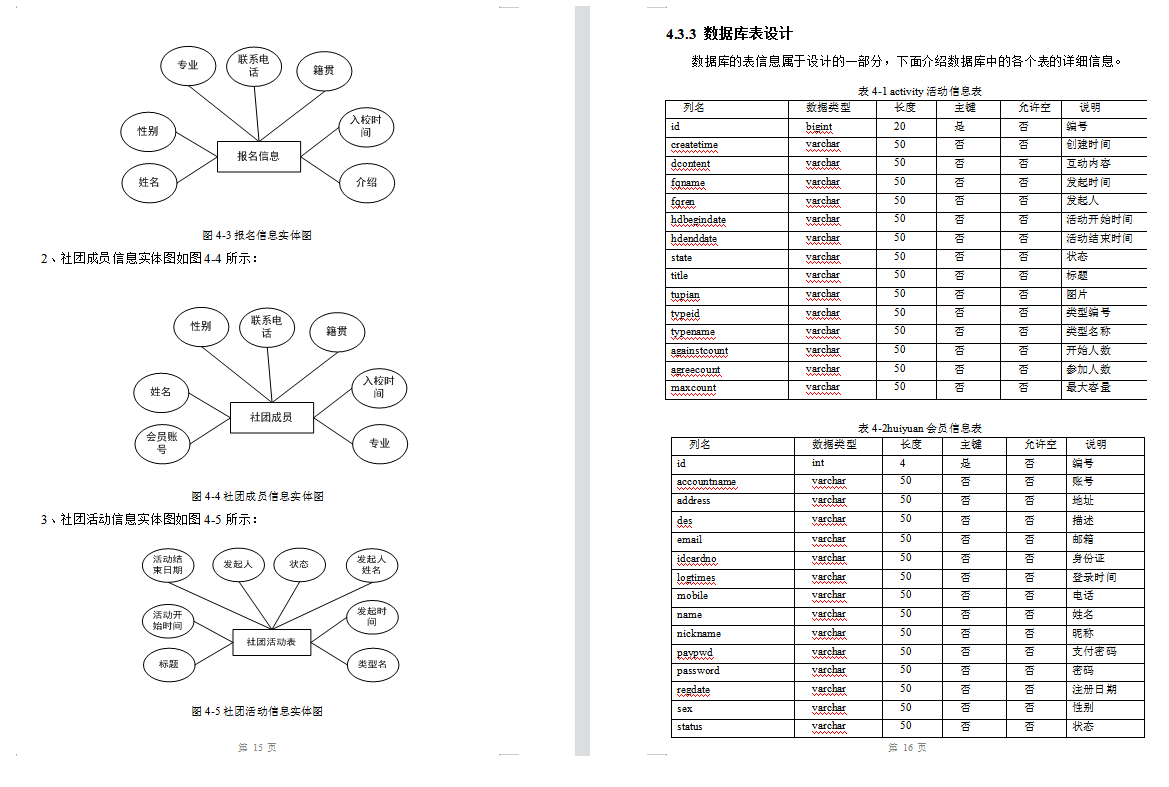 专业
联系电
话
籍贯
性别
入校时
间
报名信息
姓名
介绍
图 4-3 报名信息实体图
2、社团成员信息实体图如图 4-4 所示：
性别
联系电
话
籍贯
姓名
入校时
间
社团成员
会员账
号
专业
图 4-4 社团成员信息实体图
3、社团活动信息实体图如图 4-5 所示：
活动结
束日期
发起人
状态
发起人
姓名
活动开
始时间
发起时
间
社团活动表
标题
类型名
图 4-5 社团活动信息实体图
第 15 页
4.3.3 数据库表设计
数据库的表信息属于设计的一部分，下面介绍数据库中的各个表的详细信息。
表 4-1 activity 活动信息表
列名 数据类型 长度 主键 允许空 说明
id bigint 20 是 否 编号
createtime varchar 50 否 否 创建时间
dcontent varchar 50 否 否 互动内容
fqname varchar 50 否 否 发起时间
fqren varchar 50 否 否 发起人
hdbegindate varchar 50 否 否 活动开始时间
hdenddate varchar 50 否 否 活动结束时间
state varchar 50 否 否 状态
title varchar 50 否 否 标题
tupian varchar 50 否 否 图片
typeid varchar 50 否 否 类型编号
typename varchar 50 否 否 类型名称
againstcount varchar 50 否 否 开始人数
agreecount varchar 50 否 否 参加人数
maxcount varchar 50 否 否 最大容量
表 4-2huiyuan 会员信息表
列名 数据类型 长度 主键 允许空 说明
id int 4 是 否 编号
accountname varchar 50 否 否 账号
address varchar 50 否 否 地址
des varchar 50 否 否 描述
email varchar 50 否 否 邮箱
idcardno varchar 50 否 否 身份证
logtimes varchar 50 否 否 登录时间
mobile varchar 50 否 否 电话
name varchar 50 否 否 姓名
nickname varchar 50 否 否 昵称
paypwd varchar 50 否 否 支付密码
password varchar 50 否 否 密码
regdate varchar 50 否 否 注册日期
sex varchar 50 否 否 性别
status varchar 50 否 否 状态
第 16 页